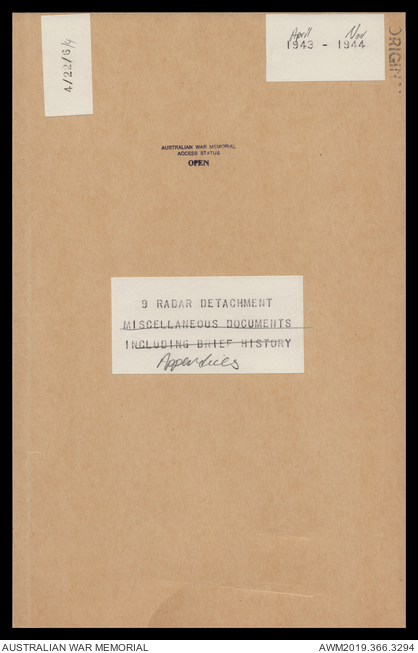 4/22/6/4
April Nov
1943 - 1944
ORIGIN
AUSTRALIAN WAR MEMORIAL
ACCESS STATUS
OPEN
9 RADAR DETACHMENT
MISCELLANEOUS DOCUMENTS
INCLUDING BRIEF HISTORY
Appendices
AUSTRALIAN WAR MEMORIAL AWM2019.366.3294